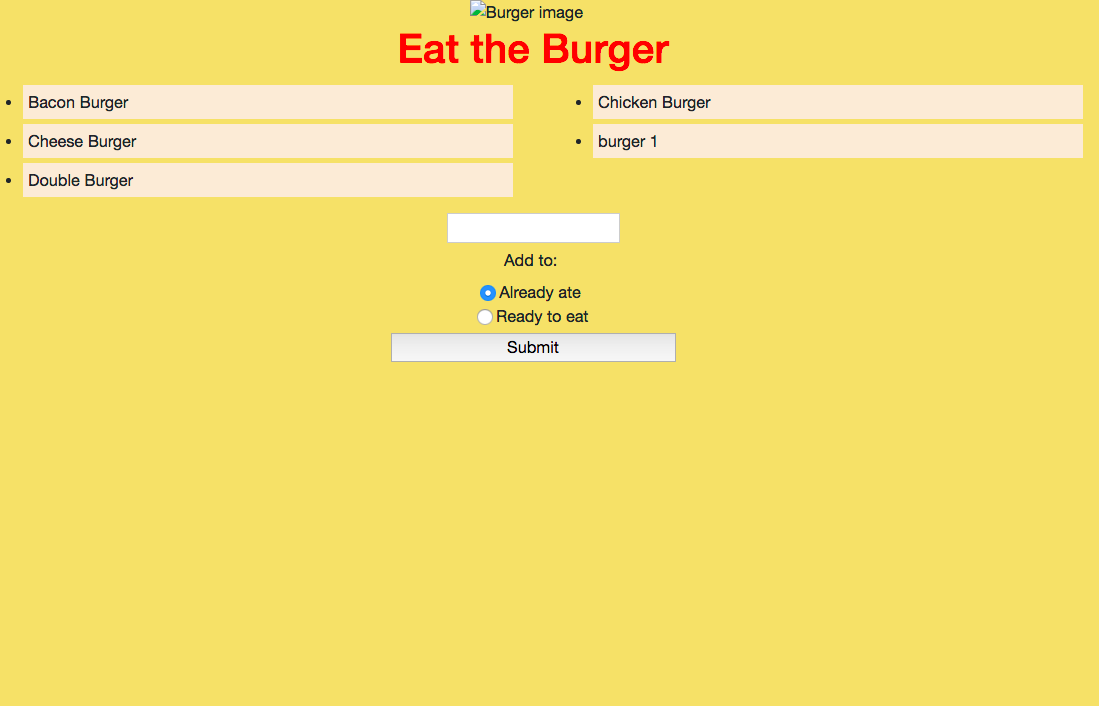 Burger image
Eat the Burger
Bacon Burger
Cheese Burger
Double Burger
Chicken Burger
burger 1
Add to:
Already ate
Ready to eat
Submit